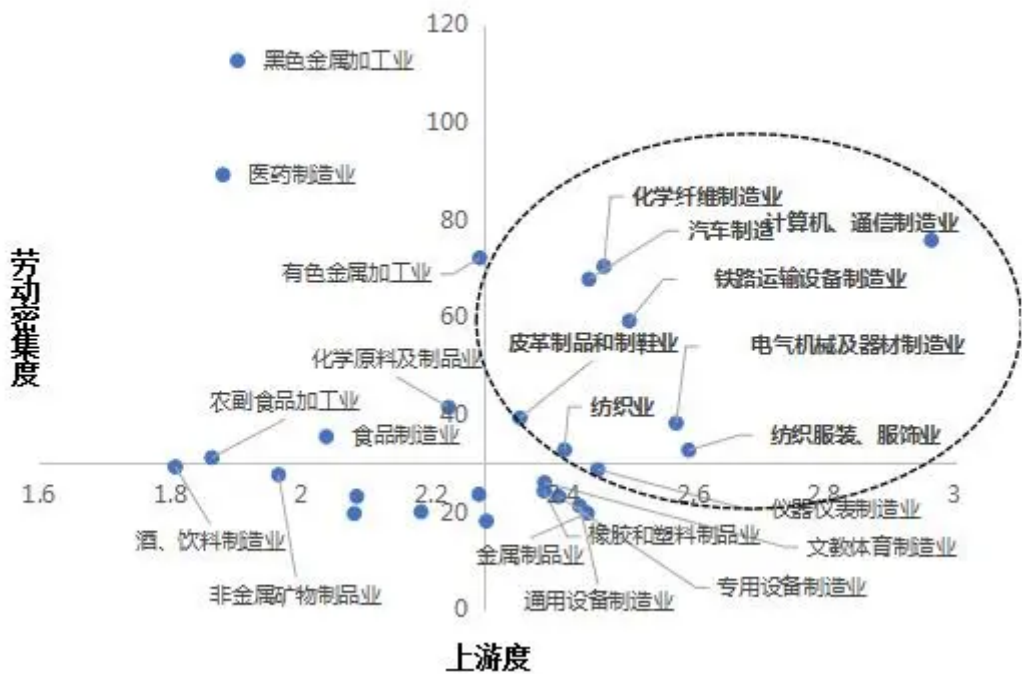 120
黑色金属加工业
100
医药制造业
80
化学纤维制造业
汽车制造
计算机、通信制造业
有色金属加工业
铁路运输设备制造业
劳动密集度
60
皮革制品和制鞋业
电气机械及器材制造业
化学原料及制品业
农副食品加工业
40
纺织业
食品制造业
纺织服装、服饰业
1.6
1.8
2
2.2
2.4
2.6
2.8
3
20
仪器仪表制造业
酒、饮料制造业
橡胶和塑料制品业
金属制品业
文教体育制造业
非金属矿物制品业
专用设备制造业
通用设备制造业
0
上游度